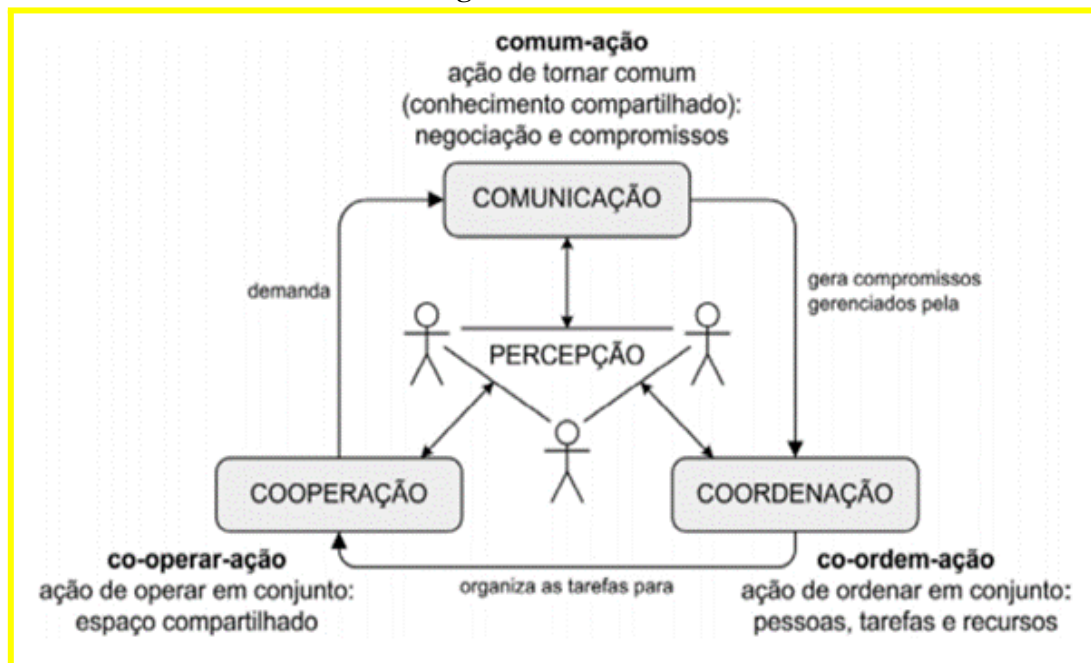 comum-ação
ação de tornar comum
(conhecimento compartilhado):
negociação e compromissos
COMUNICAÇÃO
demanda
gera compromissos
gerenciados pela
PERCEPÇÃO
COOPERAÇÃO
COORDENAÇÃO
co-operar-ação
ação de operar em conjunto:
espaço compartilhado
organiza as tarefas para
co-ordem-ação
ação de ordenar em conjunto:
pessoas, tarefas e recursos